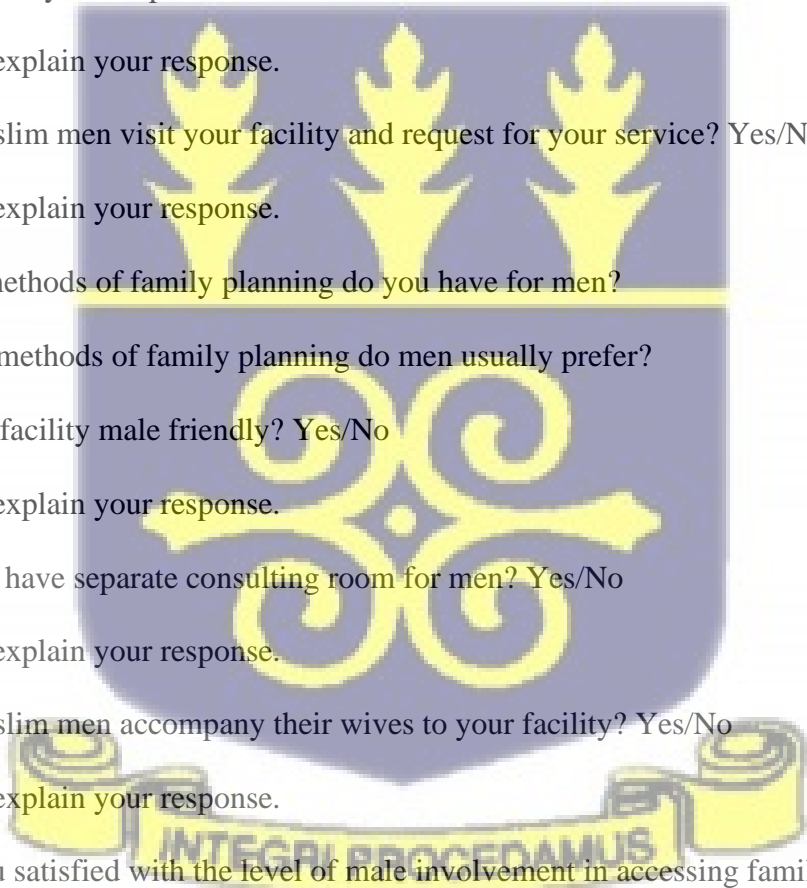 explain your response.
slim men visit your facility and request for your service? Yes/N
explain your response.
nethods of family planning do you have for men?
methods of family planning do men usually prefer?
facility male friendly? Yes/No
explain your response.
have separate consulting room for men? Yes/No
explain your response.
slim men accompany their wives to your facility? Yes/No
explain your response.
INTEGRI PROCEDAMUS
u satisfied with the level of male involvement in accessing famil